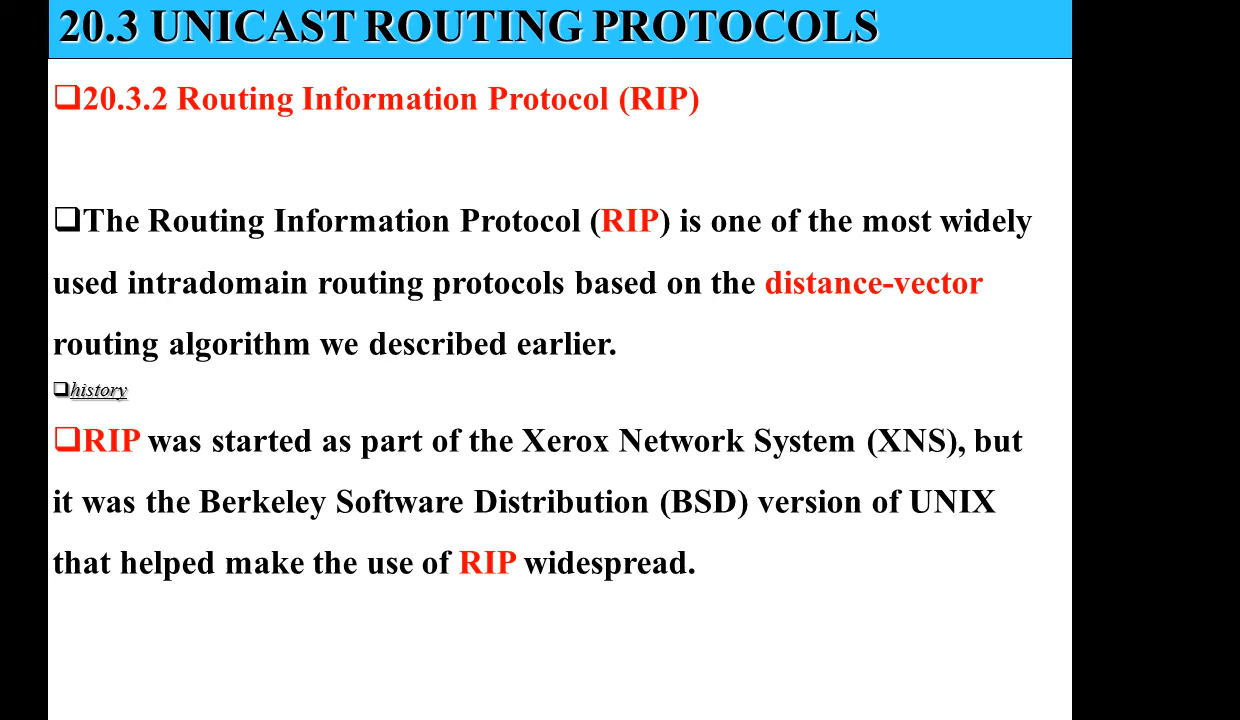 20.3 UNICAST ROUTING PROTOCOLS
❑20.3.2 Routing Information Protocol (RIP)
❑The Routing Information Protocol (RIP) is one of the most widely
used intradomain routing protocols based on the distance-vector
routing algorithm we described earlier.
❑history
❑RIP was started as part of the Xerox Network System (XNS), but
it was the Berkeley Software Distribution (BSD) version of UNIX
that helped make the use of RIP widespread.